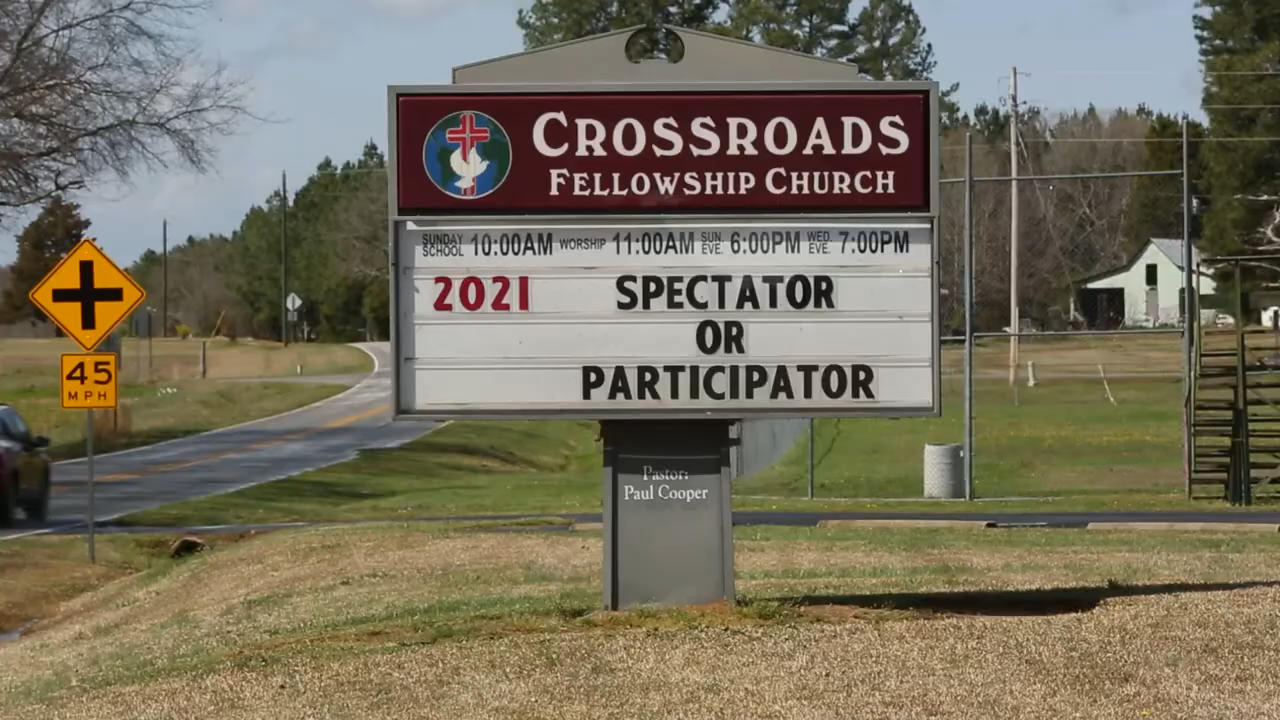 CROSSROADS
FELLOWSHIP CHURCH
SUNDAY SCHOOL 10:00AM WORSHIP 11:00AM SUN. EVE. 6:00PM WED. EVE. 7:00PM
2021 SPECTATOR
OR
PARTICIPATOR
Pastor:
Paul Cooper
45
MPH